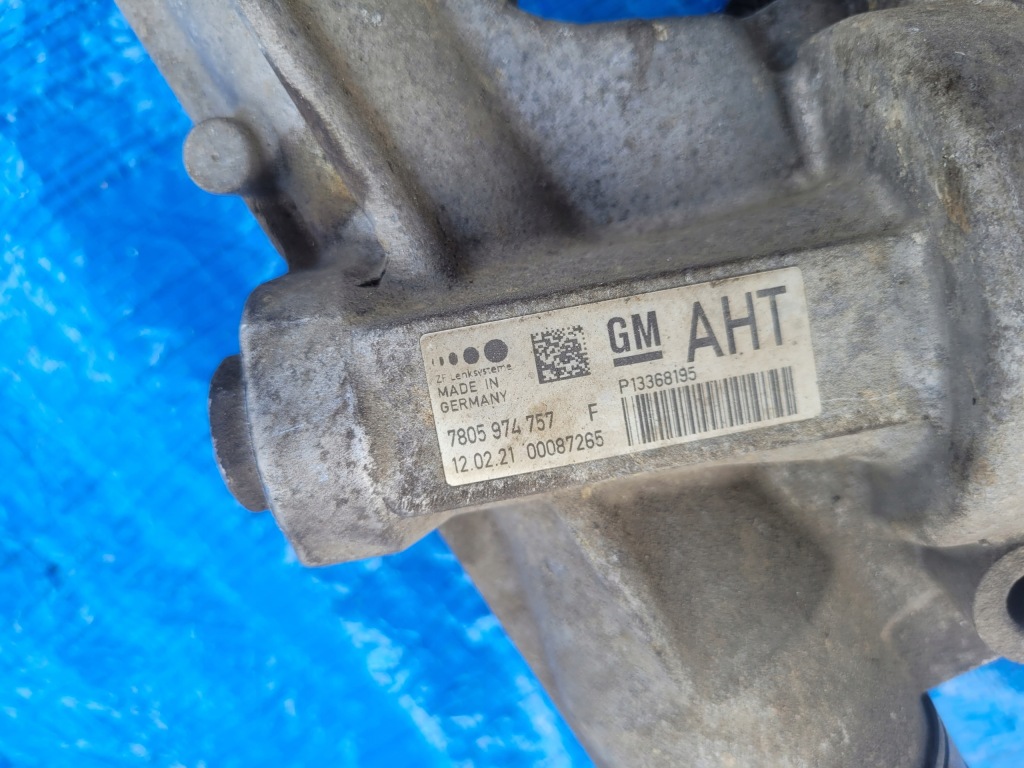 ZF Lenksysteme
MADE IN
GERMANY
GM AHT
P13368195
7805 974 757 F
12.02.21 00087265